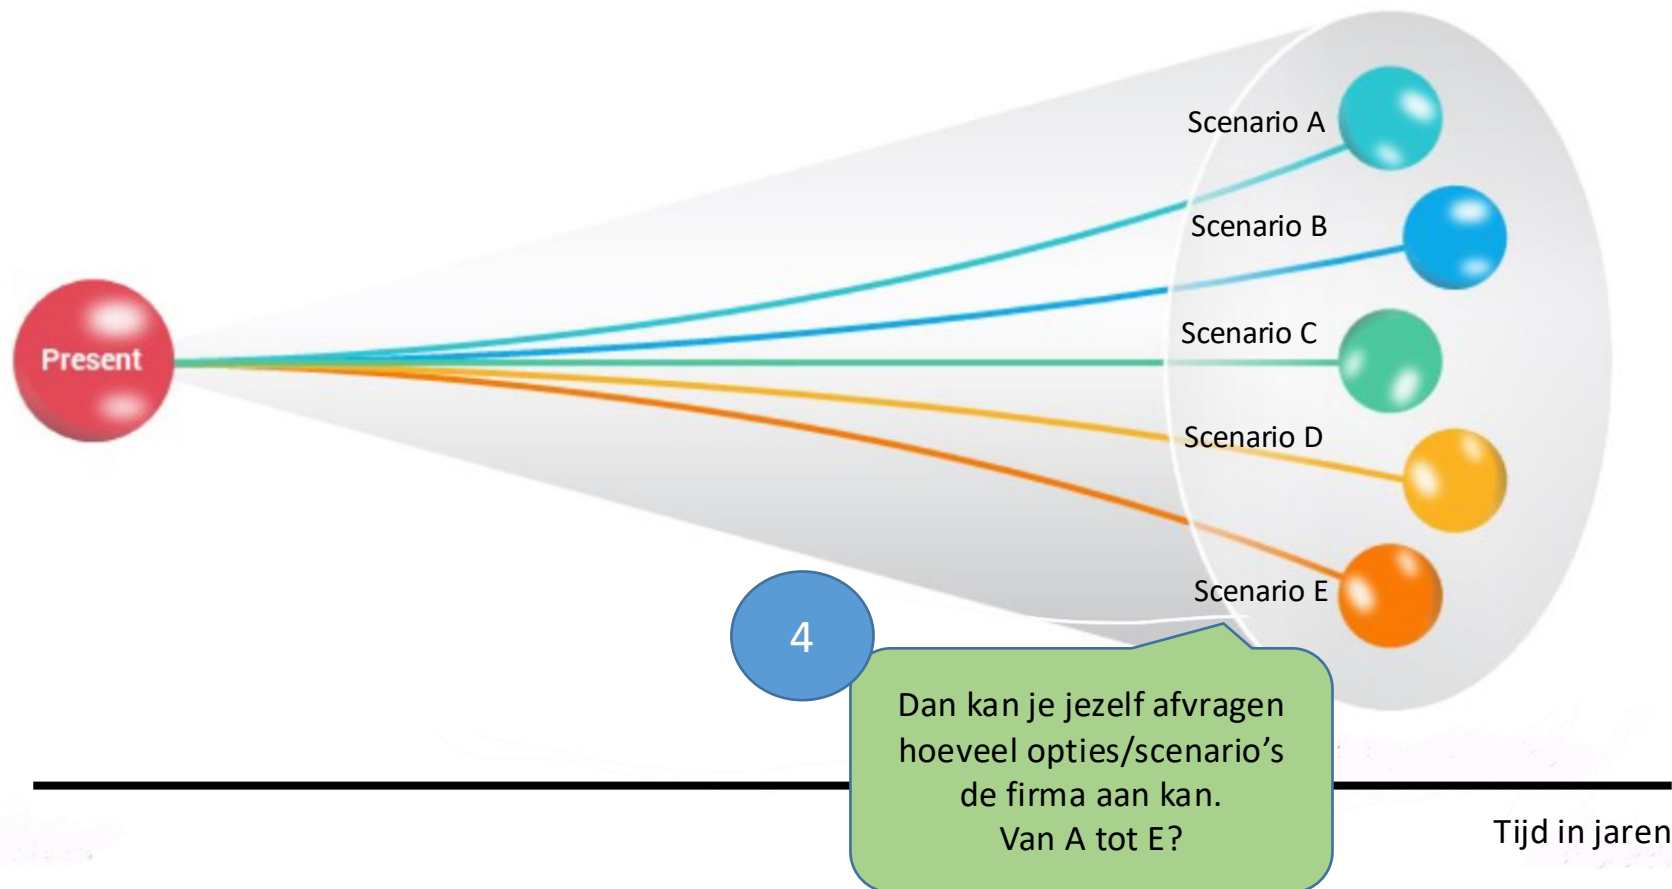 Scenario A
Scenario B
Present
Scenario C
Scenario D
Scenario E
4
Dan kan je jezelf afvragen
hoeveel opties/scenario's
de firma aan kan.
Van A tot E?
Tijd in jaren